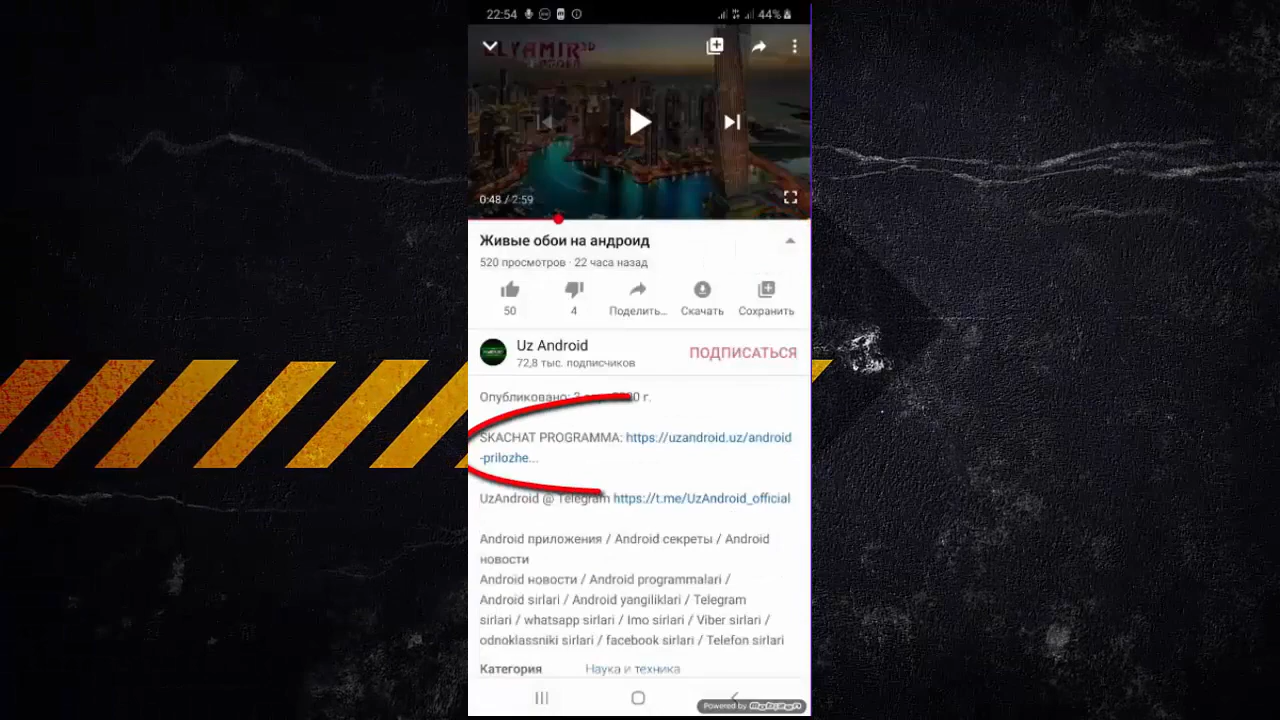 22:54
44%
ELYAMIR 3D
0:48 / 2:59
Живые обои на андроид
520 просмотров · 22 часа назад
50
4
Поделить...
Скачать
Сохранить
Uz Android
72,8 тыс. подписчиков
ПОДПИСАТЬСЯ
Опубликовано: г.
SKACHAT PROGRAMMA: https://uzandroid.uz/android
-prilozhe...
UzAndroid @ Telegram https://t.me/UzAndroid_official
Android приложения / Android секреты / Android
новости
Android новости / Android programmalari /
Android sirlari / Android yangiliklari / Telegram
sirlari / whatsapp sirlari / Imo sirlari / Viber sirlari /
odnoklassniki sirlari / facebook sirlari / Telefon sirlari
Категория Наука и техника
Powered by mobizen